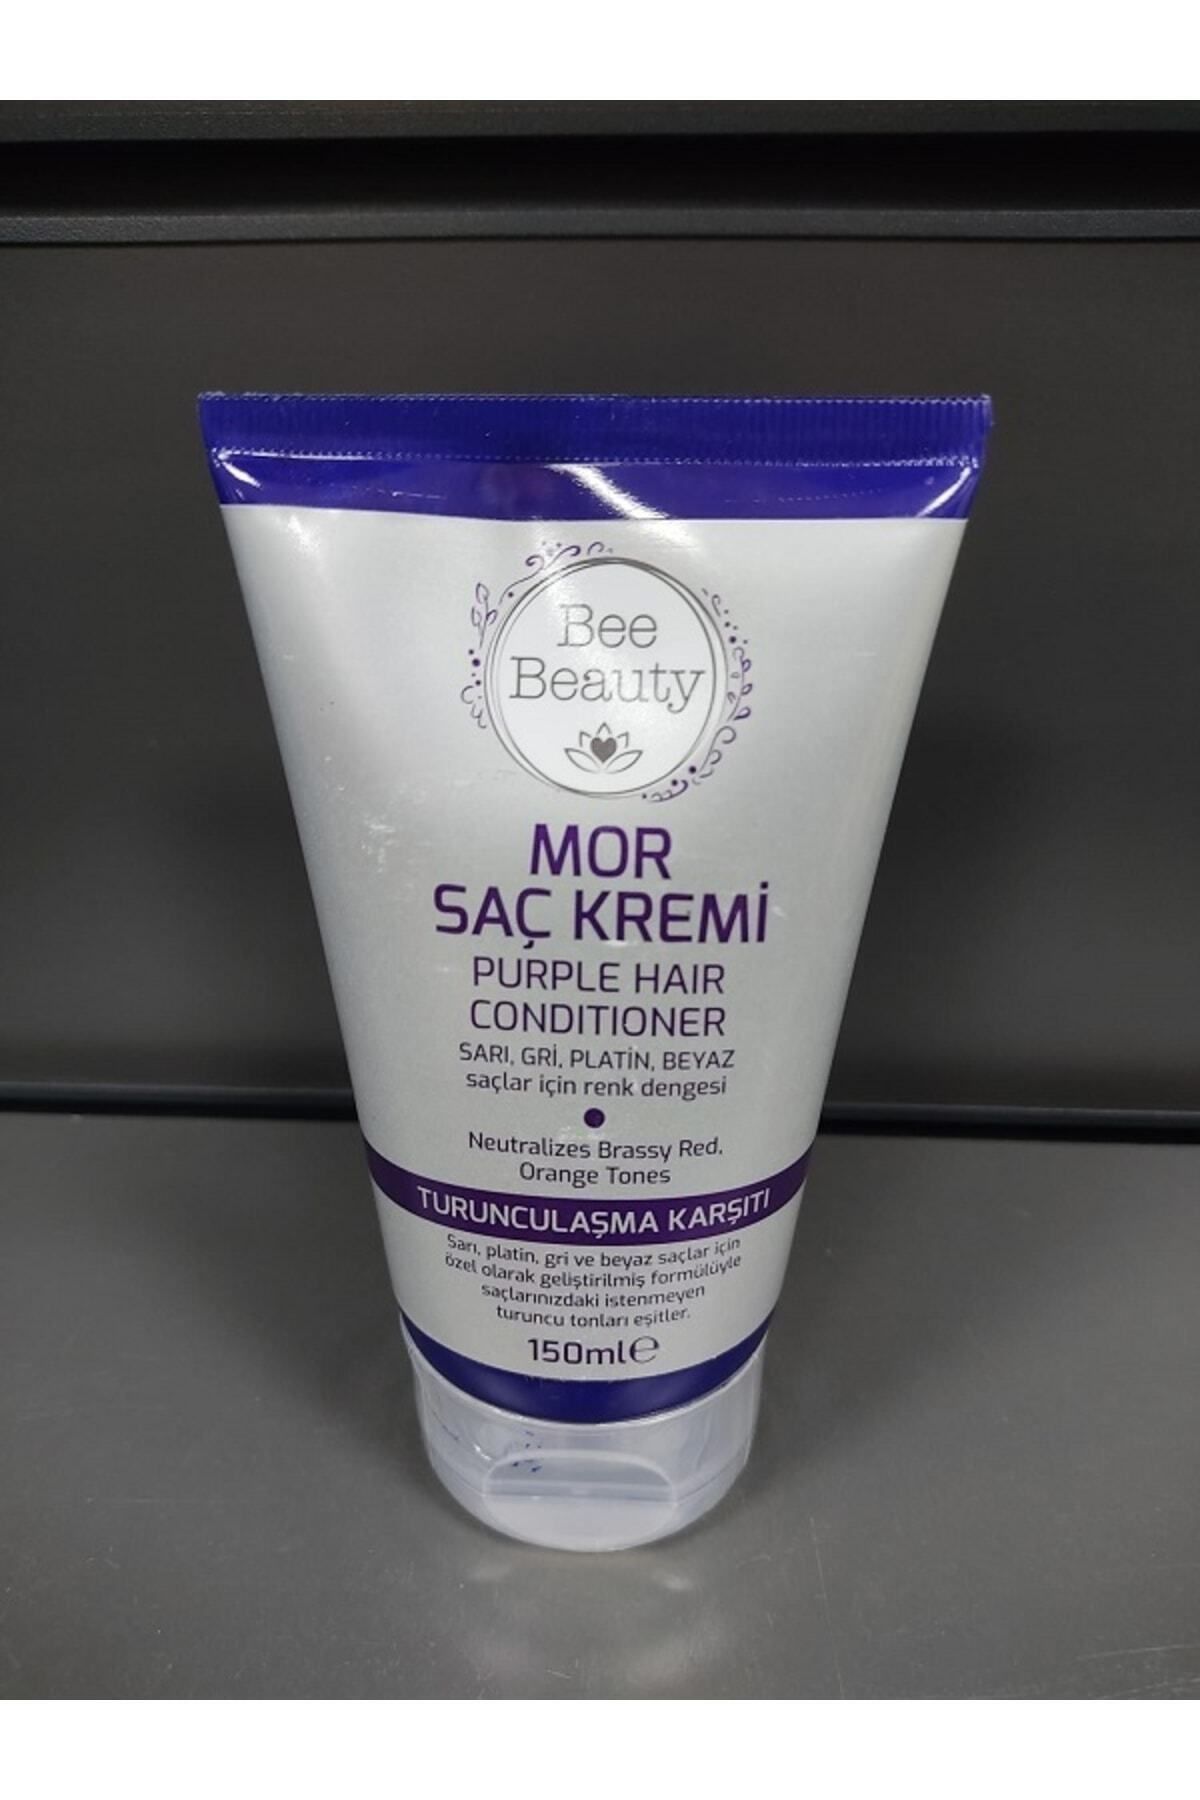 Bee
Beauty
MOR
SAÇ KREMİ
PURPLE HAIR
CONDITIONER
SARI, GRİ, PLATİN, BEYAZ
saçlar için renk dengesi
Neutralizes Brassy Red,
Orange Tones
TURUNCULAŞMA KARŞITI
Sarı, platin, gri ve beyaz saçlar için
özel olarak geliştirilmiş formülüyle
saçlarınızdaki istenmeyen
turuncu tonları eşitler.
150ml℮